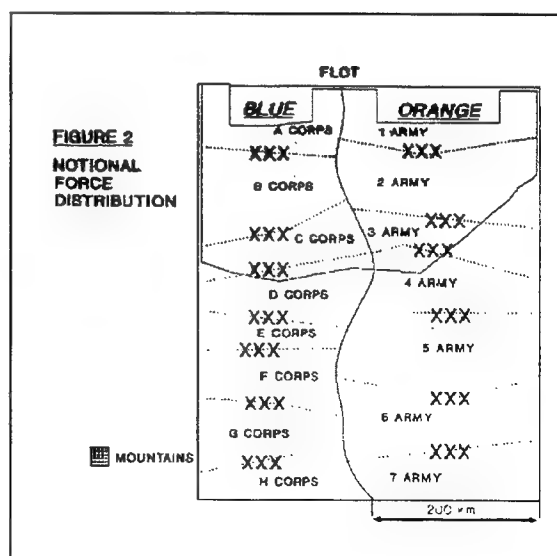 FLOT
BLUE
ORANGE
FIGURE 2
NOTIONAL
FORCE
DISTRIBUTION
A CORPS
1 ARMY
XXX
XXX
B CORPS
2 ARMY
XXX
C CORPS
3 ARMY
XXX
XXX
XXX
D CORPS
4 ARMY
XXX
E CORPS
XXX
XXX
5 ARMY
F CORPS
XXX
XXX
6 ARMY
G CORPS
MOUNTAINS
XXX
XXX
H CORPS
7 ARMY
200 km